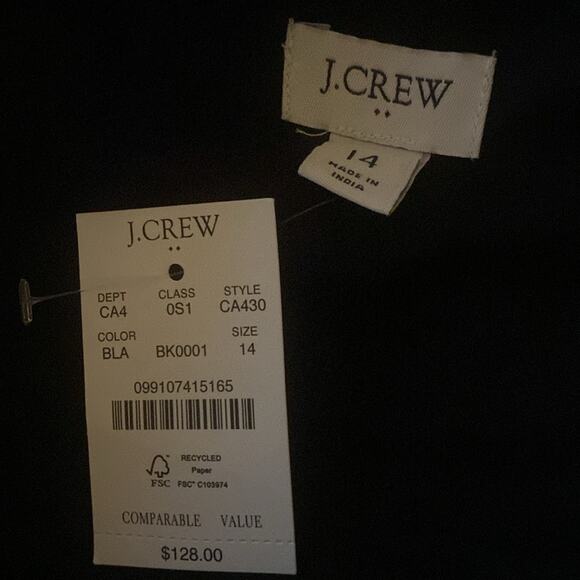 J.CREW
14
MADE IN
INDIA
J.CREW
DEPT CLASS STYLE
CA4 0S1 CA430
COLOR SIZE
BLA BK0001 14
099107415165
RECYCLED
Paper
FSC FSC® C103974
COMPARABLE VALUE
$128.00